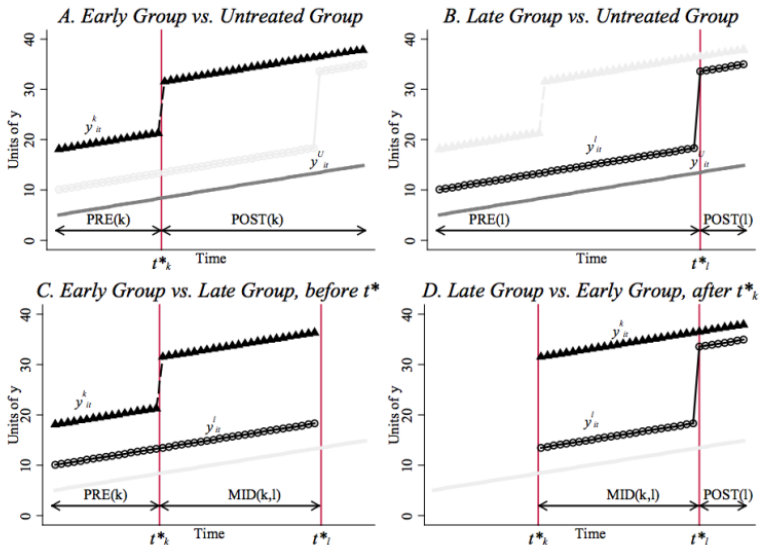 A. Early Group vs. Untreated Group
Units of y
0 10 20 30 40
y^k_it
y^U_it
PRE(k)
POST(k)
t*_k
Time
B. Late Group vs. Untreated Group
Units of y
0 10 20 30 40
y^l_it
y^U_it
PRE(l)
POST(l)
Time
t*_l
C. Early Group vs. Late Group, before t*
Units of y
0 10 20 30 40
y^k_it
y^l_it
PRE(k)
MID(k,l)
t*_k
Time
t*_l
D. Late Group vs. Early Group, after t*_k
Units of y
0 10 20 30 40
y^k_it
y^l_it
MID(k,l)
POST(l)
t*_k
Time
t*_l